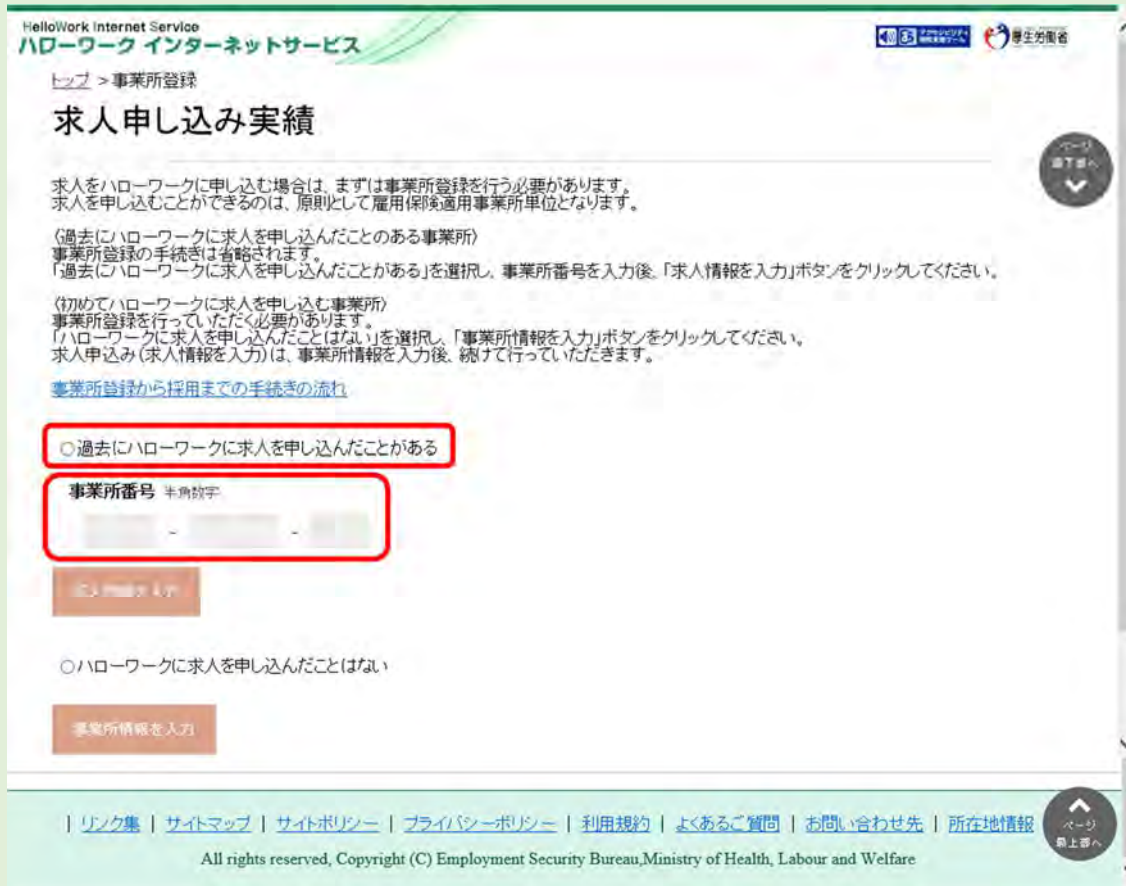 HelloWork Internet Service
ハローワーク インターネットサービス
厚生労働省
トップ >事業所登録
求人申し込み実績
ページ
最下部へ
求人をハローワークに申し込む場合は、まずは事業所登録を行う必要があります。
求人を申し込むことができるのは、原則として雇用保険適用事業所単位となります。
〈過去にハローワークに求人を申し込んだことのある事業所〉
事業所登録の手続きは省略されます。
「過去にハローワークに求人を申し込んだことがある」を選択し、事業所番号を入力後、「求人情報を入力」ボタンをクリックしてください。
〈初めてハローワークに求人を申し込む事業所〉
事業所登録を行っていただく必要があります。
「ハローワークに求人を申し込んだことはない」を選択し、「事業所情報を入力」ボタンをクリックしてください。
求人申込み(求人情報を入力)は、事業所情報を入力後、続けて行っていただきます。
事業所登録から採用までの手続きの流れ
○過去にハローワークに求人を申し込んだことがある
事業所番号 半角数字
- -
求人情報を入力
○ハローワークに求人を申し込んだことはない
事業所情報を入力
| リンク集 | サイトマップ | サイトポリシー | プライバシーポリシー | 利用規約 | よくあるご質問 | お問い合わせ先 | 所在地情報
ページ
最上部へ
All rights reserved, Copyright (C) Employment Security Bureau,Ministry of Health, Labour and Welfare